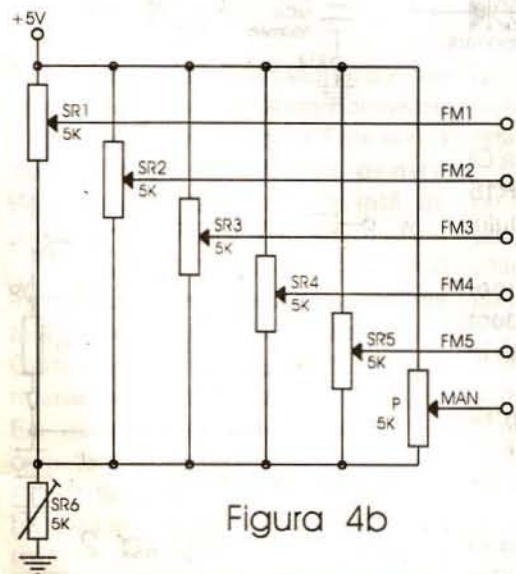 +5V
SR1
5K
FM1
SR2
5K
FM2
SR3
5K
FM3
SR4
5K
FM4
SR5
5K
FM5
P
5K
MAN
SR6
5K
Figura 4b